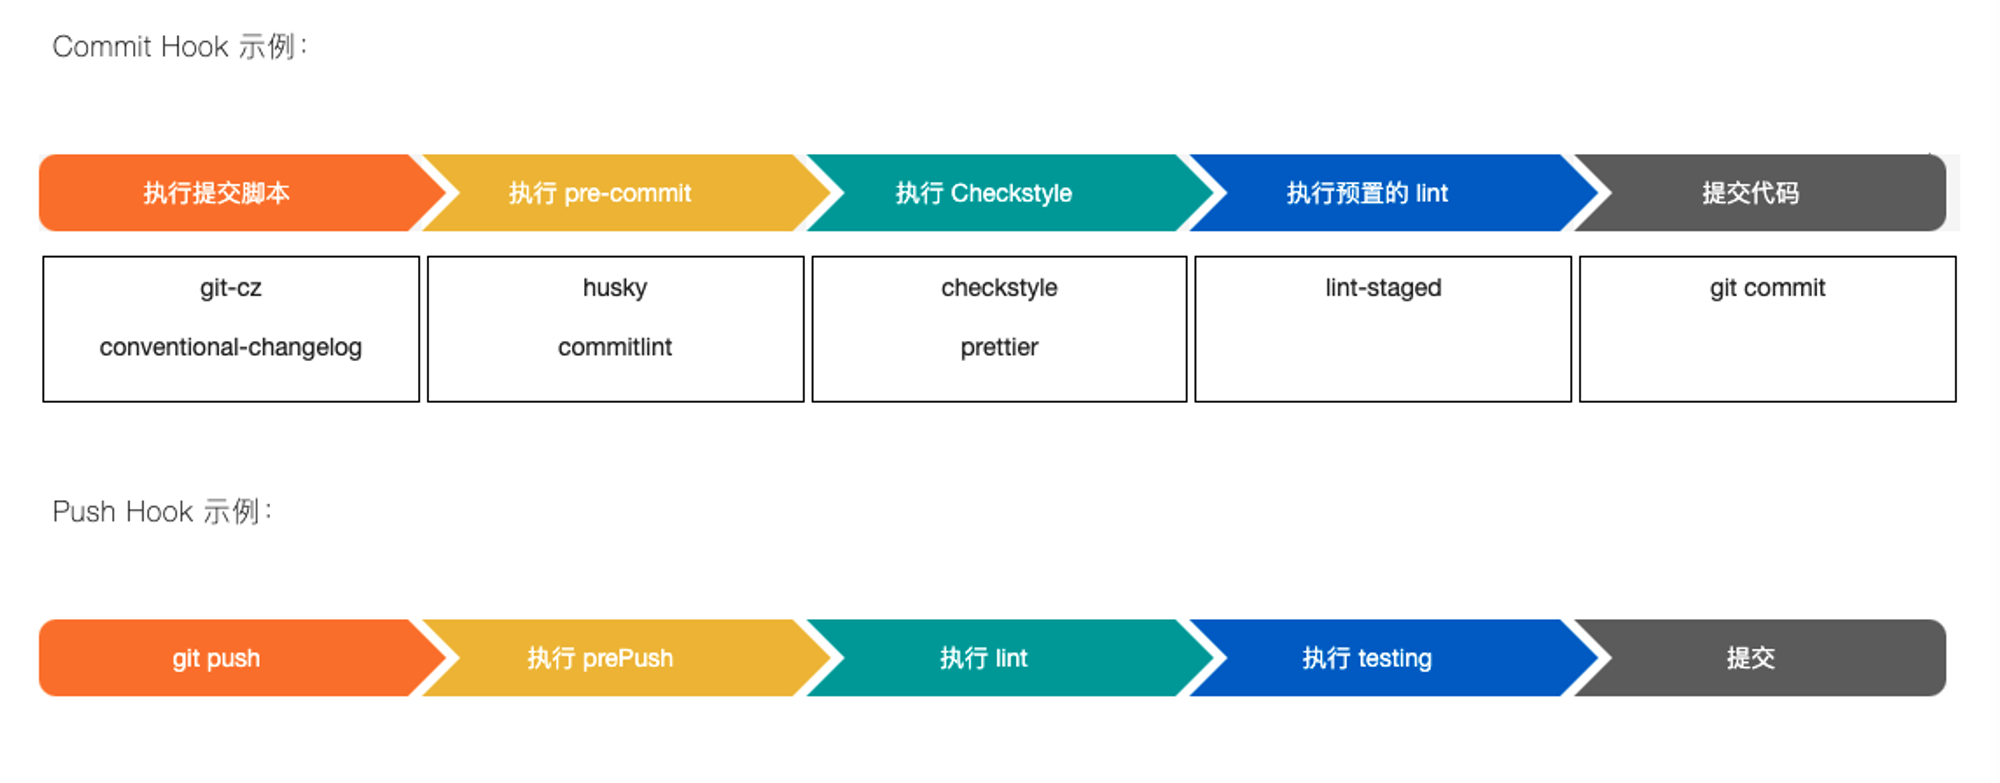 Commit Hook 示例：
执行提交脚本
执行 pre-commit
执行 Checkstyle
执行预置的 lint
提交代码
git-cz
conventional-changelog
husky
commitlint
checkstyle
prettier
lint-staged
git commit
Push Hook 示例：
git push
执行 prePush
执行 lint
执行 testing
提交